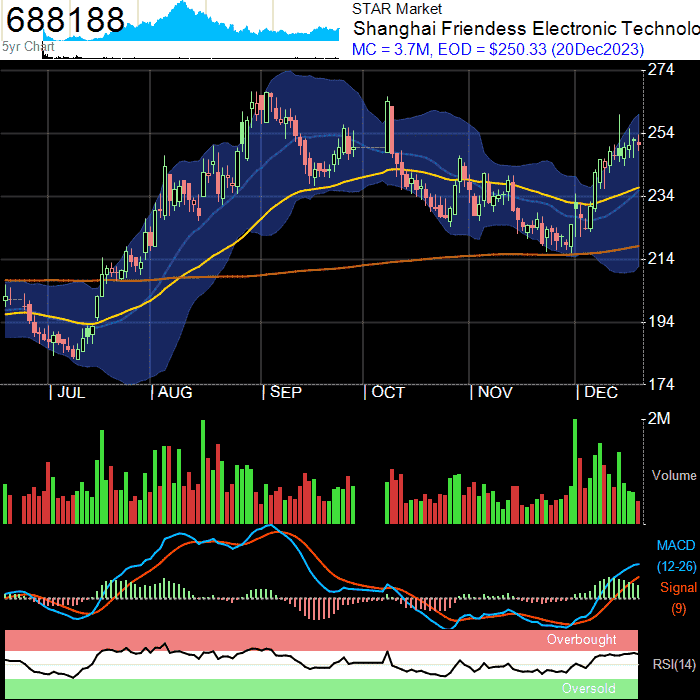 688188
5yr Chart
STAR Market
Shanghai Friendess Electronic Technolo
MC = 3.7M, EOD = $250.33 (20Dec2023)
274
254
234
214
194
174
| JUL | AUG | SEP | OCT | NOV | DEC
2M
Volume
MACD
(12-26)
Signal
(9)
Overbought
RSI(14)
Oversold